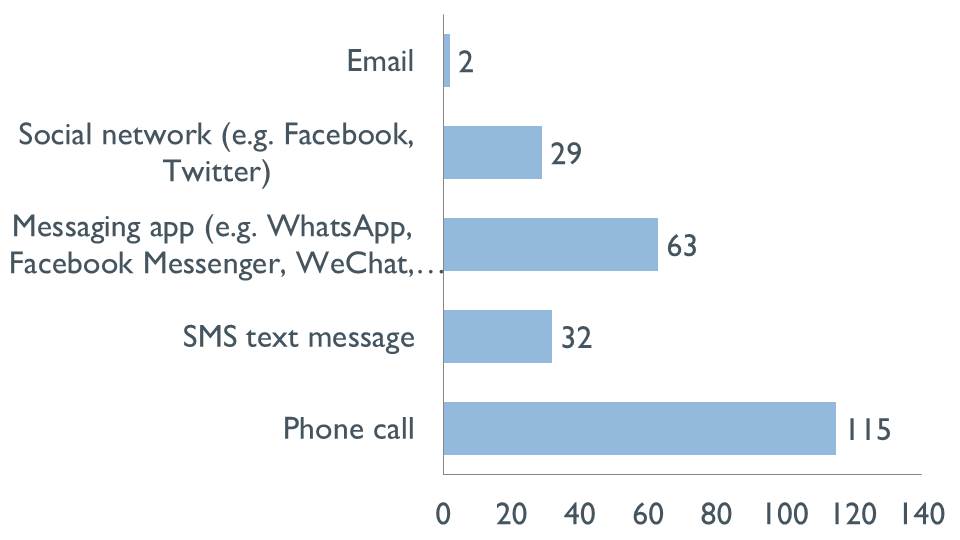 Email
2
Social network (e.g. Facebook,
Twitter)
29
Messaging app (e.g. WhatsApp,
Facebook Messenger, WeChat,…
63
SMS text message
32
Phone call
115
0 20 40 60 80 100 120 140